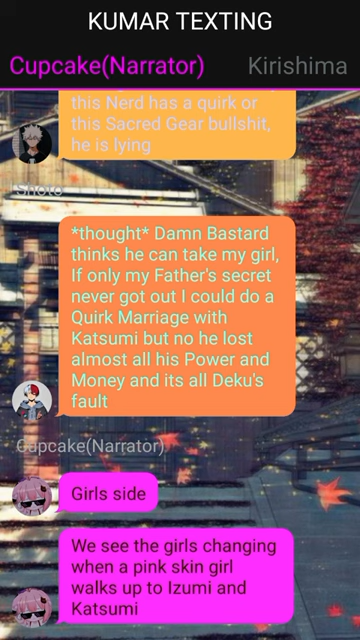 KUMAR TEXTING
Cupcake(Narrator)
Kirishima
this Nerd has a quirk or
this Sacred Gear bullshit,
he is lying
Shoto
*thought* Damn Bastard
thinks he can take my girl,
If only my Father's secret
never got out I could do a
Quirk Marriage with
Katsumi but no he lost
almost all his Power and
Money and its all Deku's
fault
Cupcake(Narrator)
Girls side
We see the girls changing
when a pink skin girl
walks up to Izumi and
Katsumi